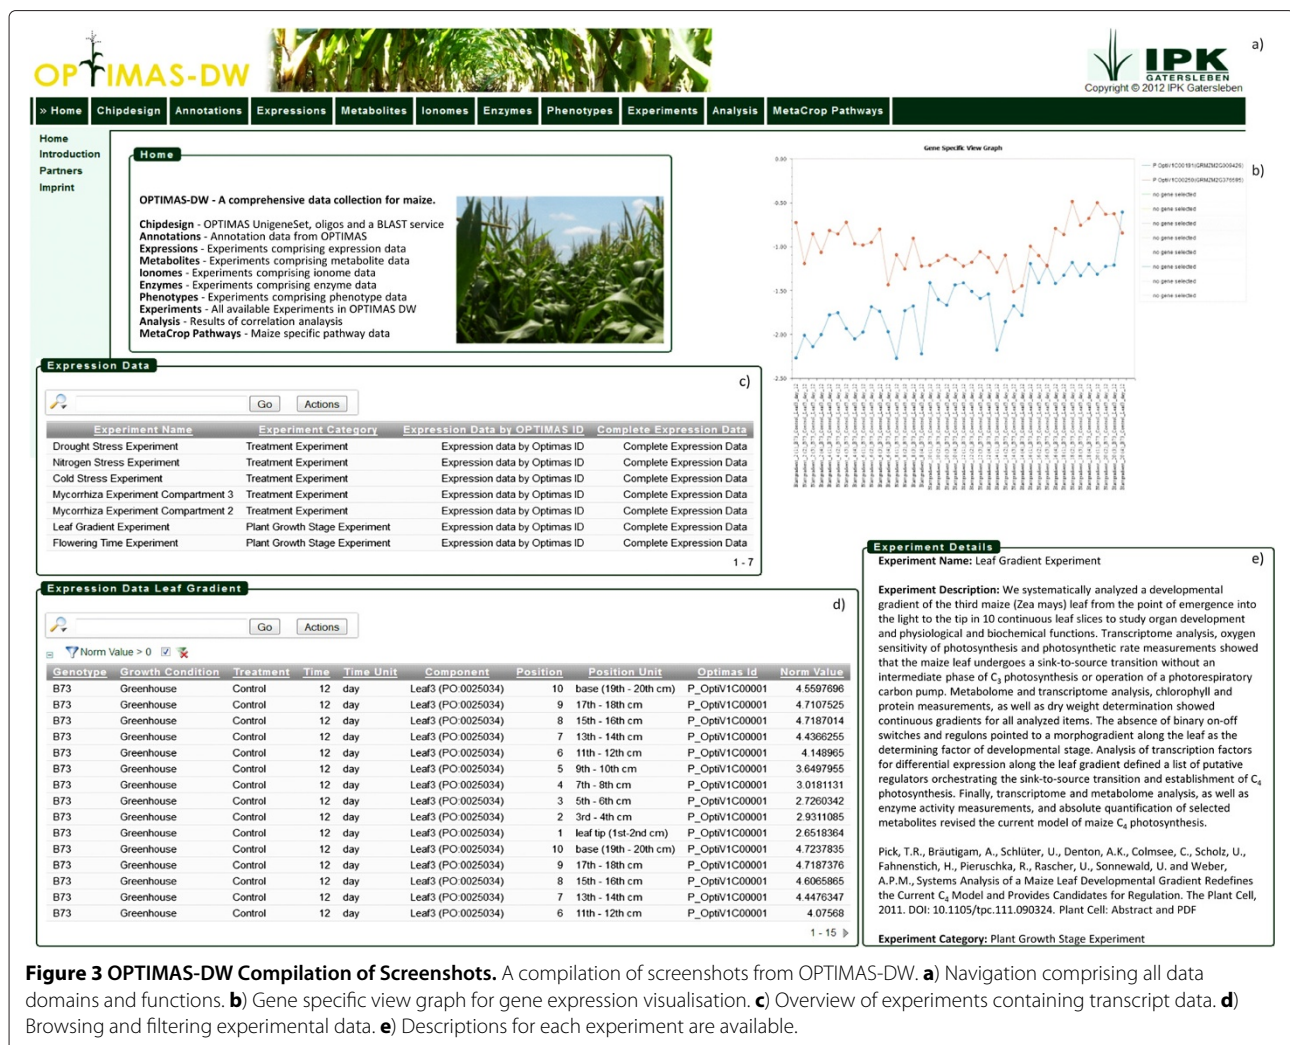 OPTIMAS-DW
IPK
GATERSLEBEN
Copyright © 2012 IPK Gatersleben
a)
» Home Chipdesign Annotations Expressions Metabolites Ionomes Enzymes Phenotypes Experiments Analysis MetaCrop Pathways
Home
Introduction
Partners
Imprint
Home
OPTIMAS-DW - A comprehensive data collection for maize.
Chipdesign - OPTIMAS UnigeneSet, oligos and a BLAST service
Annotations - Annotation data from OPTIMAS
Expressions - Experiments comprising expression data
Metabolites - Experiments comprising metabolite data
Ionomes - Experiments comprising ionome data
Enzymes - Experiments comprising enzyme data
Phenotypes - Experiments comprising phenotype data
Experiments - All available Experiments in OPTIMAS DW
Analysis - Results of correlation analaysis
MetaCrop Pathways - Maize specific pathway data
b)
Gene Specific View Graph
0.00
-0.50
-1.00
-1.50
-2.00
-2.50
no gene selected
no gene selected
no gene selected
no gene selected
no gene selected
no gene selected
no gene selected
no gene selected
Expression Data
c)
Go Actions
Experiment Name Experiment Category Expression Data by OPTIMAS ID Complete Expression Data
Drought Stress Experiment Treatment Experiment Expression data by Optimas ID Complete Expression Data
Nitrogen Stress Experiment Treatment Experiment Expression data by Optimas ID Complete Expression Data
Cold Stress Experiment Treatment Experiment Expression data by Optimas ID Complete Expression Data
Mycorrhiza Experiment Compartment 3 Treatment Experiment Expression data by Optimas ID Complete Expression Data
Mycorrhiza Experiment Compartment 2 Treatment Experiment Expression data by Optimas ID Complete Expression Data
Leaf Gradient Experiment Plant Growth Stage Experiment Expression data by Optimas ID Complete Expression Data
Flowering Time Experiment Plant Growth Stage Experiment Expression data by Optimas ID Complete Expression Data
1 - 7
Expression Data Leaf Gradient
d)
Go Actions
Norm Value > 0
Genotype Growth Condition Treatment Time Time Unit Component Position Position Unit Optimas Id Norm Value
B73 Greenhouse Control 12 day Leaf3 (PO:0025034) 10 base (19th - 20th cm) P_OptiV1C00001 4.5597696
B73 Greenhouse Control 12 day Leaf3 (PO:0025034) 9 17th - 18th cm P_OptiV1C00001 4.7107525
B73 Greenhouse Control 12 day Leaf3 (PO:0025034) 8 15th - 16th cm P_OptiV1C00001 4.7187014
B73 Greenhouse Control 12 day Leaf3 (PO:0025034) 7 13th - 14th cm P_OptiV1C00001 4.4366255
B73 Greenhouse Control 12 day Leaf3 (PO:0025034) 6 11th - 12th cm P_OptiV1C00001 4.148965
B73 Greenhouse Control 12 day Leaf3 (PO:0025034) 5 9th - 10th cm P_OptiV1C00001 3.6497955
B73 Greenhouse Control 12 day Leaf3 (PO:0025034) 4 7th - 8th cm P_OptiV1C00001 3.0181131
B73 Greenhouse Control 12 day Leaf3 (PO:0025034) 3 5th - 6th cm P_OptiV1C00001 2.7260342
B73 Greenhouse Control 12 day Leaf3 (PO:0025034) 2 3rd - 4th cm P_OptiV1C00001 2.9311085
B73 Greenhouse Control 12 day Leaf3 (PO:0025034) 1 leaf tip (1st-2nd cm) P_OptiV1C00001 2.6518364
B73 Greenhouse Control 12 day Leaf3 (PO:0025034) 10 base (19th - 20th cm) P_OptiV1C00001 4.7237835
B73 Greenhouse Control 12 day Leaf3 (PO:0025034) 9 17th - 18th cm P_OptiV1C00001 4.7187376
B73 Greenhouse Control 12 day Leaf3 (PO:0025034) 8 15th - 16th cm P_OptiV1C00001 4.6065865
B73 Greenhouse Control 12 day Leaf3 (PO:0025034) 7 13th - 14th cm P_OptiV1C00001 4.4476347
B73 Greenhouse Control 12 day Leaf3 (PO:0025034) 6 11th - 12th cm P_OptiV1C00001 4.07568
1 - 15
Experiment Details
e)
Experiment Name: Leaf Gradient Experiment
Experiment Description: We systematically analyzed a developmental
gradient of the third maize (Zea mays) leaf from the point of emergence into
the light to the tip in 10 continuous leaf slices to study organ development
and physiological and biochemical functions. Transcriptome analysis, oxygen
sensitivity of photosynthesis and photosynthetic rate measurements showed
that the maize leaf undergoes a sink-to-source transition without an
intermediate phase of C3 photosynthesis or operation of a photorespiratory
carbon pump. Metabolome and transcriptome analysis, chlorophyll and
protein measurements, as well as dry weight determination showed
continuous gradients for all analyzed items. The absence of binary on-off
switches and regulons pointed to a morphogradient along the leaf as the
determining factor of developmental stage. Analysis of transcription factors
for differential expression along the leaf gradient defined a list of putative
regulators orchestrating the sink-to-source transition and establishment of C4
photosynthesis. Finally, transcriptome and metabolome analysis, as well as
enzyme activity measurements, and absolute quantification of selected
metabolites revised the current model of maize C4 photosynthesis.
Pick, T.R., Bräutigam, A., Schlüter, U., Denton, A.K., Colmsee, C., Scholz, U.,
Fahnenstich, H., Pieruschka, R., Rascher, U., Sonnewald, U. and Weber,
A.P.M., Systems Analysis of a Maize Leaf Developmental Gradient Redefines
the Current C4 Model and Provides Candidates for Regulation. The Plant Cell,
2011. DOI: 10.1105/tpc.111.090324. Plant Cell: Abstract and PDF
Experiment Category: Plant Growth Stage Experiment
Figure 3 OPTIMAS-DW Compilation of Screenshots. A compilation of screenshots from OPTIMAS-DW. a) Navigation comprising all data
domains and functions. b) Gene specific view graph for gene expression visualisation. c) Overview of experiments containing transcript data. d)
Browsing and filtering experimental data. e) Descriptions for each experiment are available.